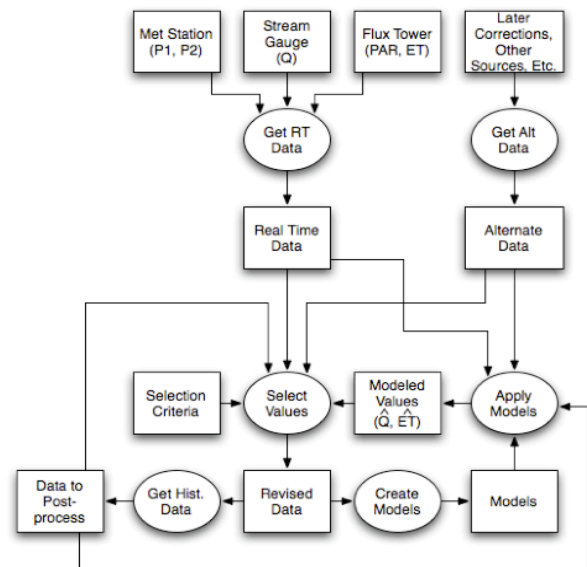 Met Station
(P1, P2)
Stream
Gauge
(Q)
Flux Tower
(PAR, ET)
Later
Corrections,
Other
Sources, Etc.
Get RT
Data
Get Alt
Data
Real Time
Data
Alternate
Data
Selection
Criteria
Select
Values
Modeled
Values
(Q̂, ÊT)
Apply
Models
Data to
Post-
process
Get Hist.
Data
Revised
Data
Create
Models
Models